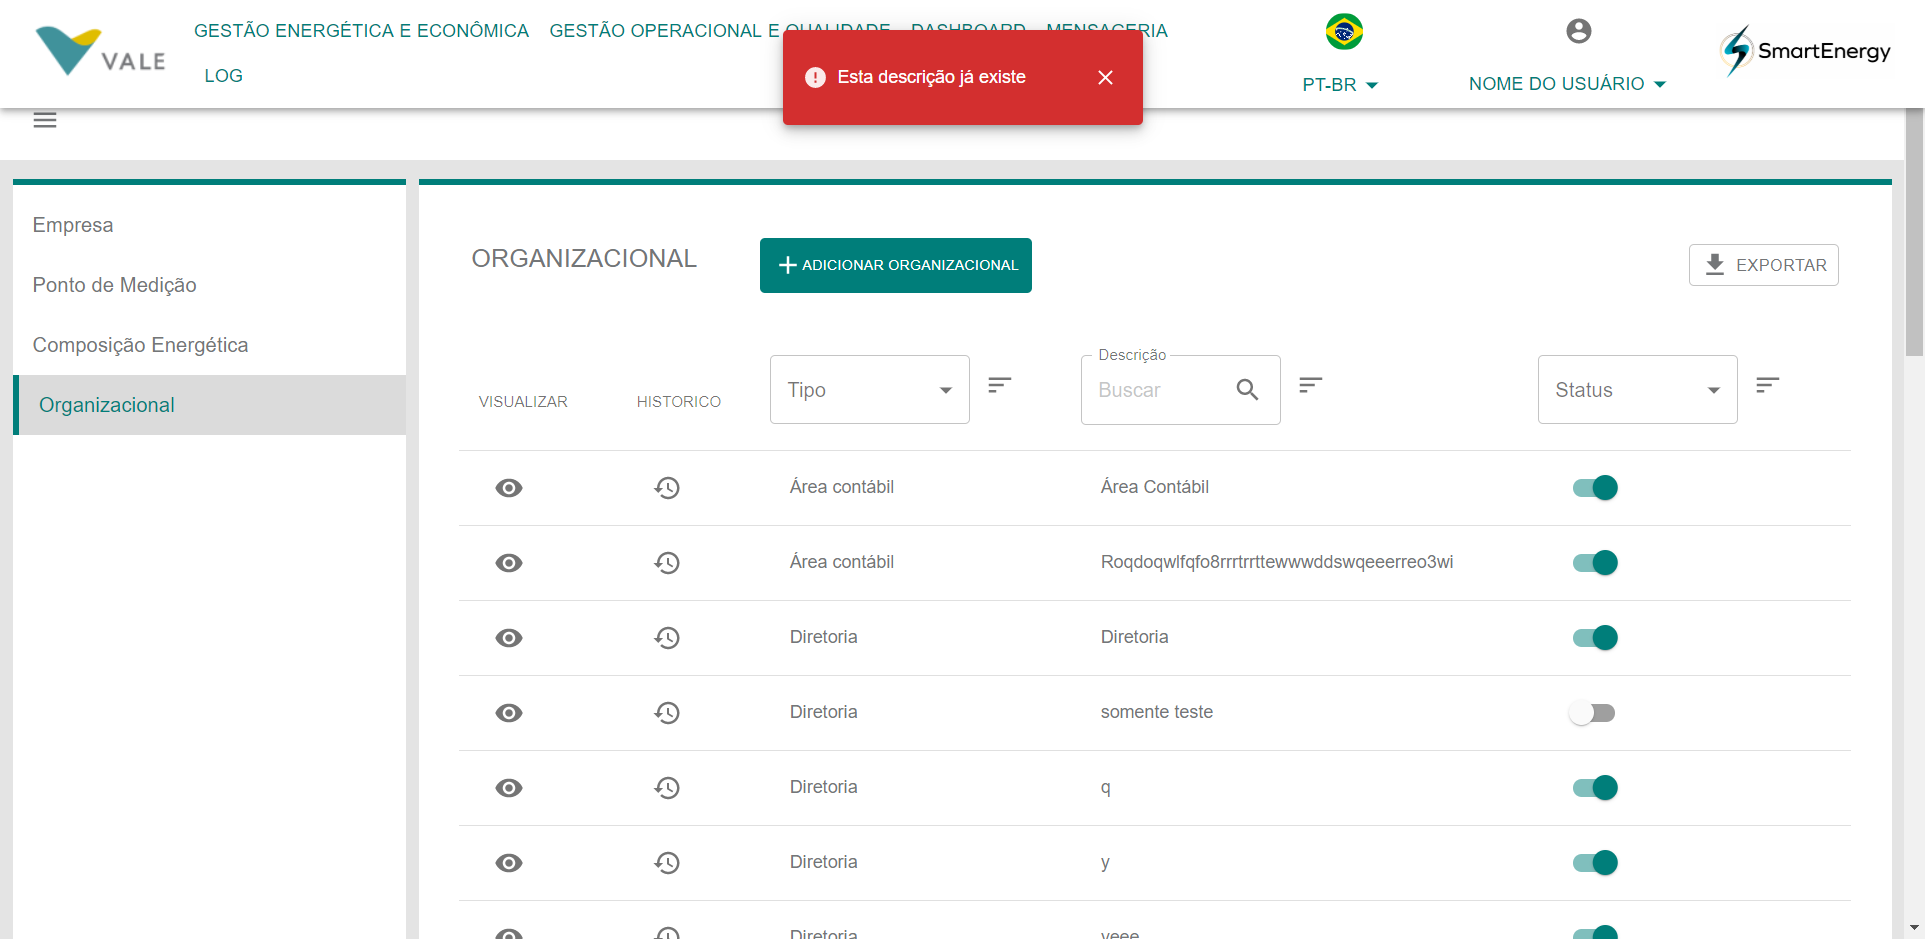 VALE
GESTÃO ENERGÉTICA E ECONÔMICA
GESTÃO OPERACIONAL E QUALIDADE
DASHBOARD
MENSAGERIA
LOG
Esta descrição já existe
PT-BR
NOME DO USUÁRIO
SmartEnergy
Empresa
Ponto de Medição
Composição Energética
Organizacional
ORGANIZACIONAL
ADICIONAR ORGANIZACIONAL
EXPORTAR
VISUALIZAR
HISTORICO
Tipo
Descrição
Buscar
Status
Área contábil Área Contábil
Área contábil Roqdoqwlfqfo8rrrtrrttewwwddswqeeerreo3wi
Diretoria Diretoria
Diretoria somente teste
Diretoria q
Diretoria y
Diretoria yeee